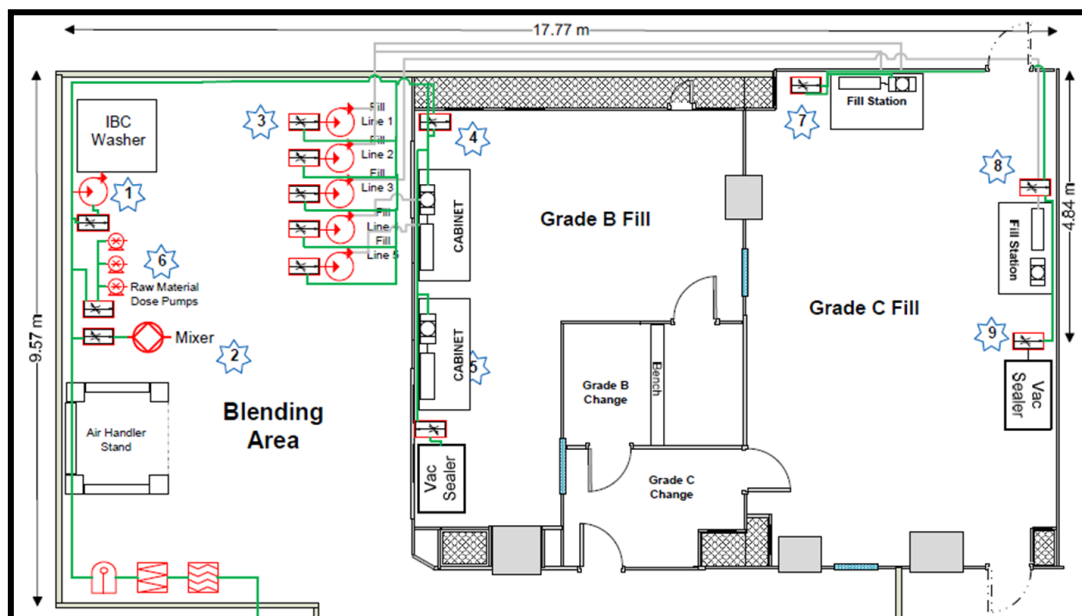 17.77 m
9.57 m
4.84 m
IBC
Washer
1
6
Raw Material
Dose Pumps
Mixer
2
Air Handler
Stand
Blending
Area
3
Fill
Line 1
Fill
Line 2
Fill
Line 3
Fill
Line
Fill
Line 5
4
CABINET
CABINET
5
Vac
Sealer
Grade B Fill
Grade B
Change
Bench
Grade C
Change
7
Fill Station
8
Fill Station
Grade C Fill
9
Vac
Sealer